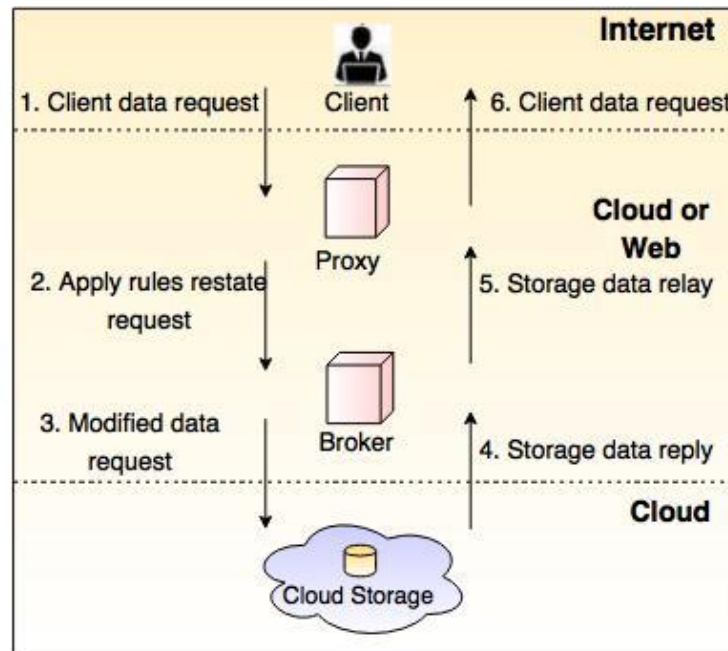 Internet
1. Client data request
Client
6. Client data request
Proxy
Cloud or
Web
2. Apply rules restate
request
5. Storage data relay
3. Modified data
request
Broker
4. Storage data reply
Cloud
Cloud Storage